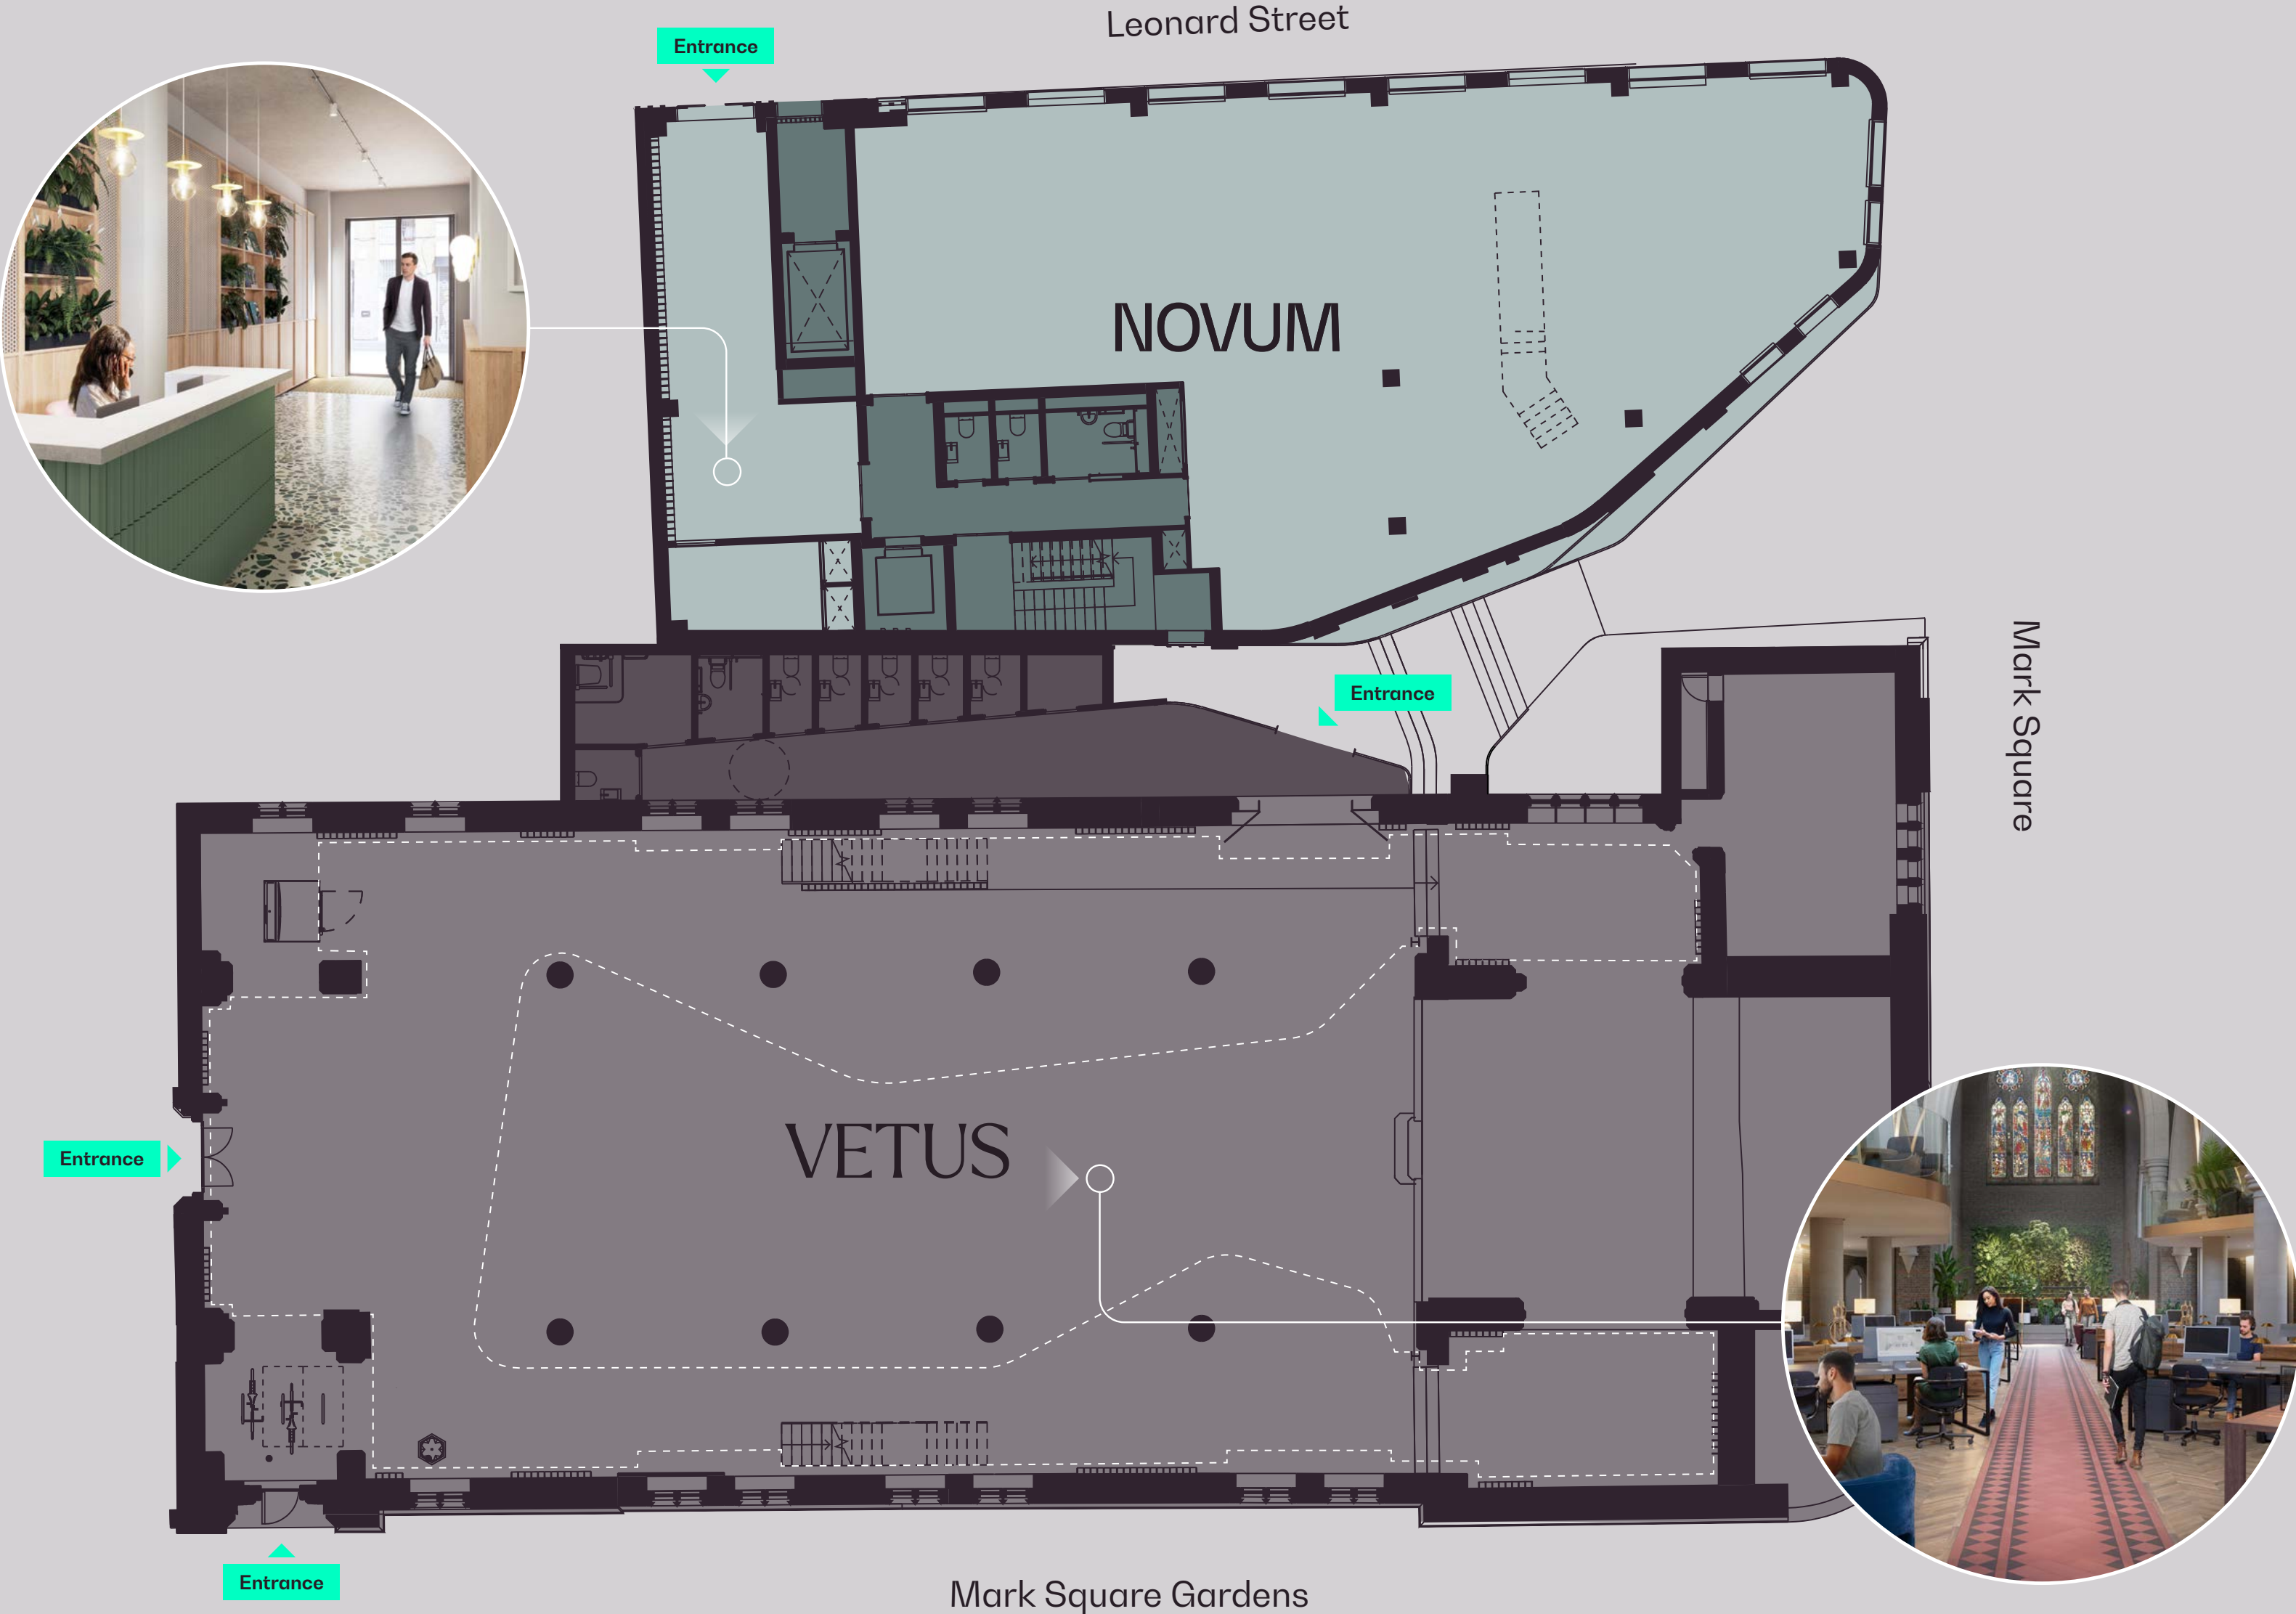 Leonard Street
Entrance
NOVUM
Mark Square
Entrance
VETUS
Entrance
Entrance
Mark Square Gardens